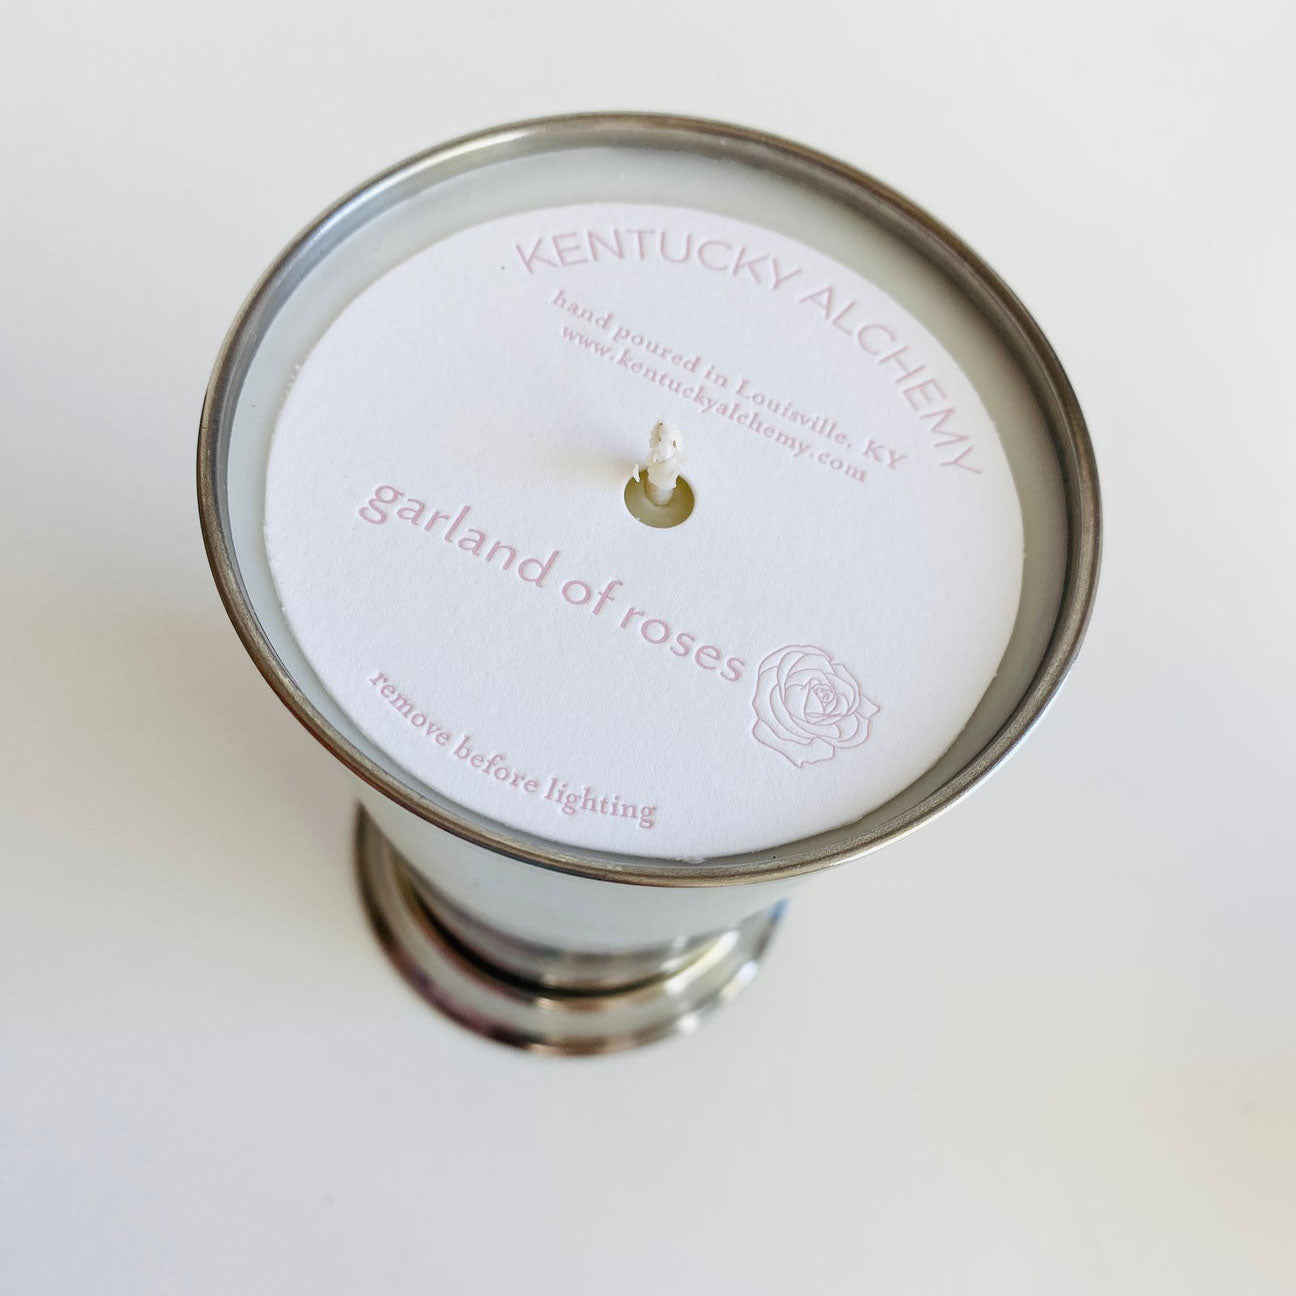 KENTUCKY ALCHEMY
hand poured in Louisville, KY
www.kentuckyalchemy.com
garland of roses
remove before lighting